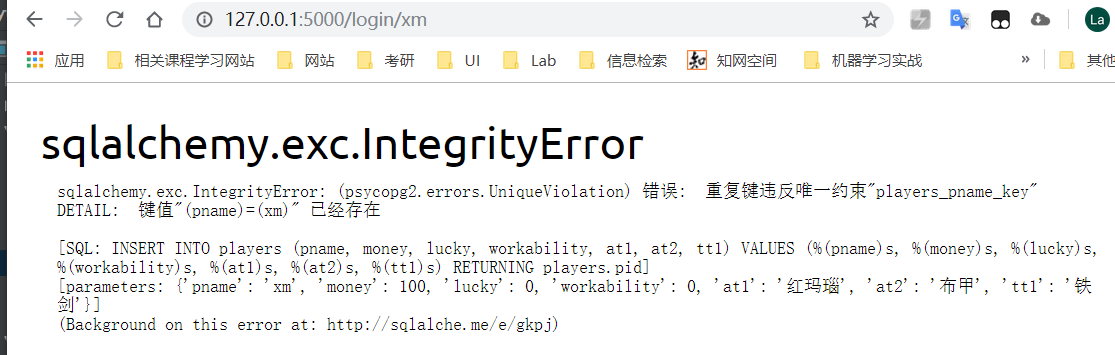 127.0.0.1:5000/login/xm
La
应用
相关课程学习网站
网站
考研
UI
Lab
信息检索
知
知网空间
机器学习实战
»
其他
sqlalchemy.exc.IntegrityError
sqlalchemy.exc.IntegrityError: (psycopg2.errors.UniqueViolation) 错误:  重复键违反唯一约束"players_pname_key"
DETAIL:  键值"(pname)=(xm)" 已经存在
[SQL: INSERT INTO players (pname, money, lucky, workability, at1, at2, tt1) VALUES (%(pname)s, %(money)s, %(lucky)s,
%(workability)s, %(at1)s, %(at2)s, %(tt1)s) RETURNING players.pid]
[parameters: {'pname': 'xm', 'money': 100, 'lucky': 0, 'workability': 0, 'at1': '红玛瑙', 'at2': '布甲', 'tt1': '铁
剑'}]
(Background on this error at: http://sqlalche.me/e/gkpj)